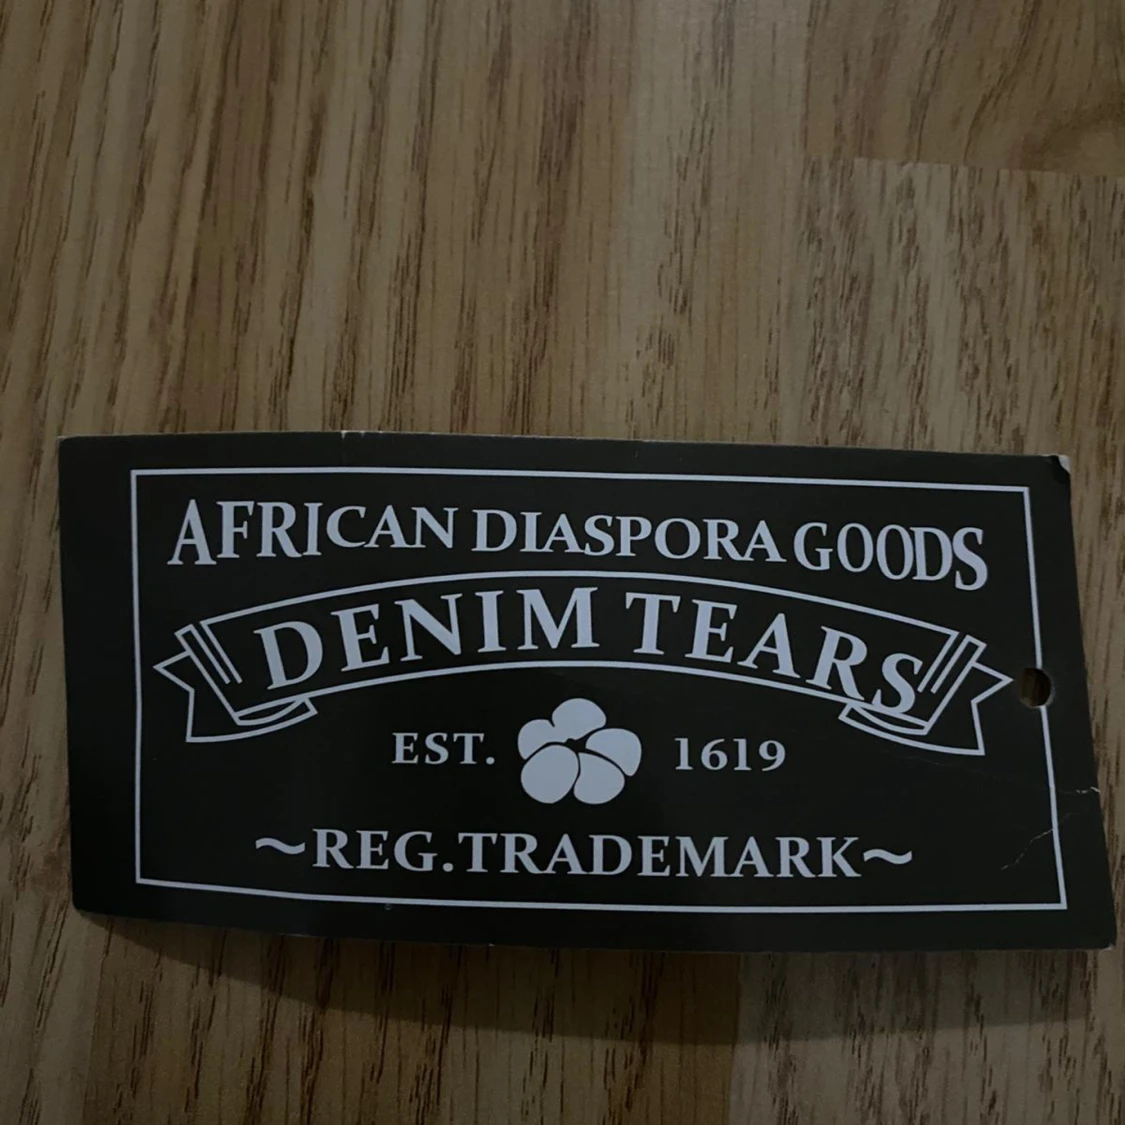 AFRICAN DIASPORA GOODS
DENIM TEARS
EST. 1619
~REG.TRADEMARK~